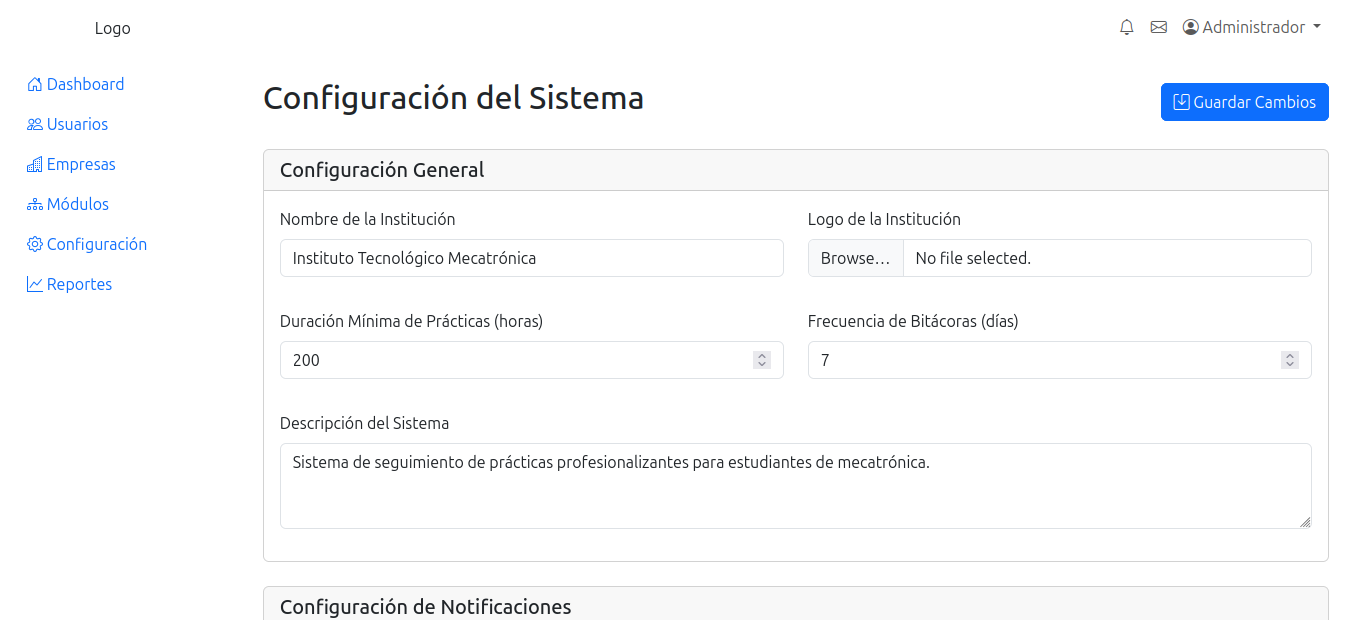 Logo
Administrador
Dashboard
Usuarios
Empresas
Módulos
Configuración
Reportes
Configuración del Sistema
Guardar Cambios
Configuración General
Nombre de la Institución
Instituto Tecnológico Mecatrónica
Logo de la Institución
Browse… No file selected.
Duración Mínima de Prácticas (horas)
200
Frecuencia de Bitácoras (días)
7
Descripción del Sistema
Sistema de seguimiento de prácticas profesionalizantes para estudiantes de mecatrónica.
Configuración de Notificaciones